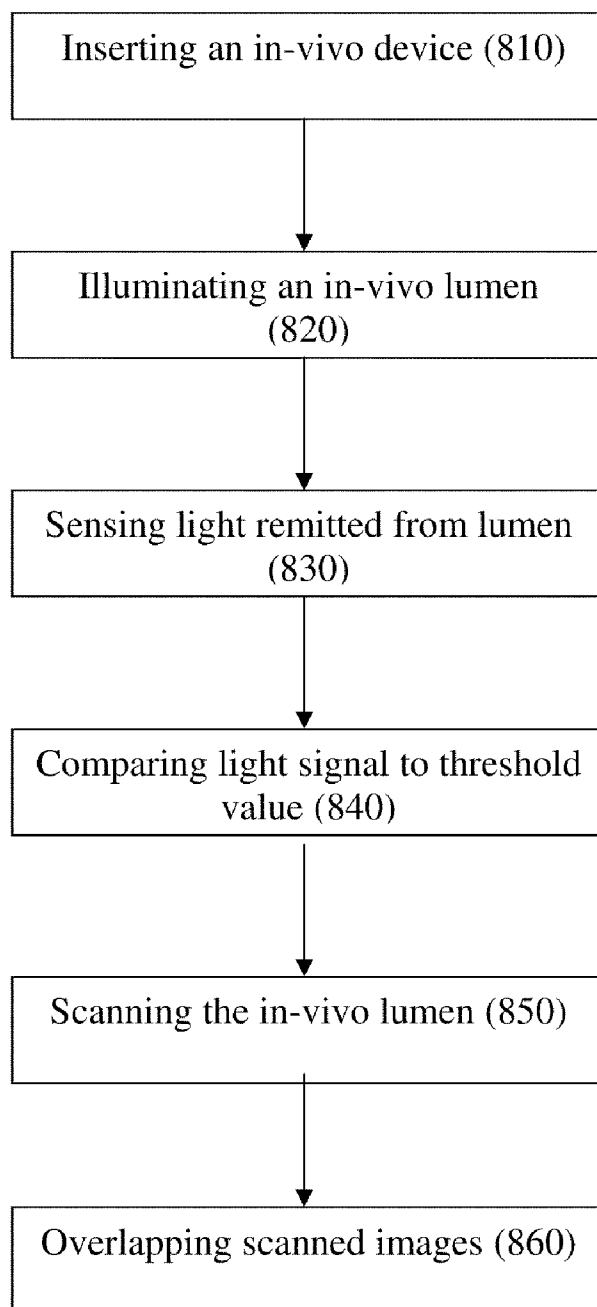 Inserting an in-vivo device (810)
Illuminating an in-vivo lumen
(820)
Sensing light remitted from lumen
(830)
Comparing light signal to threshold
value (840)
Scanning the in-vivo lumen (850)
Overlapping scanned images (860)